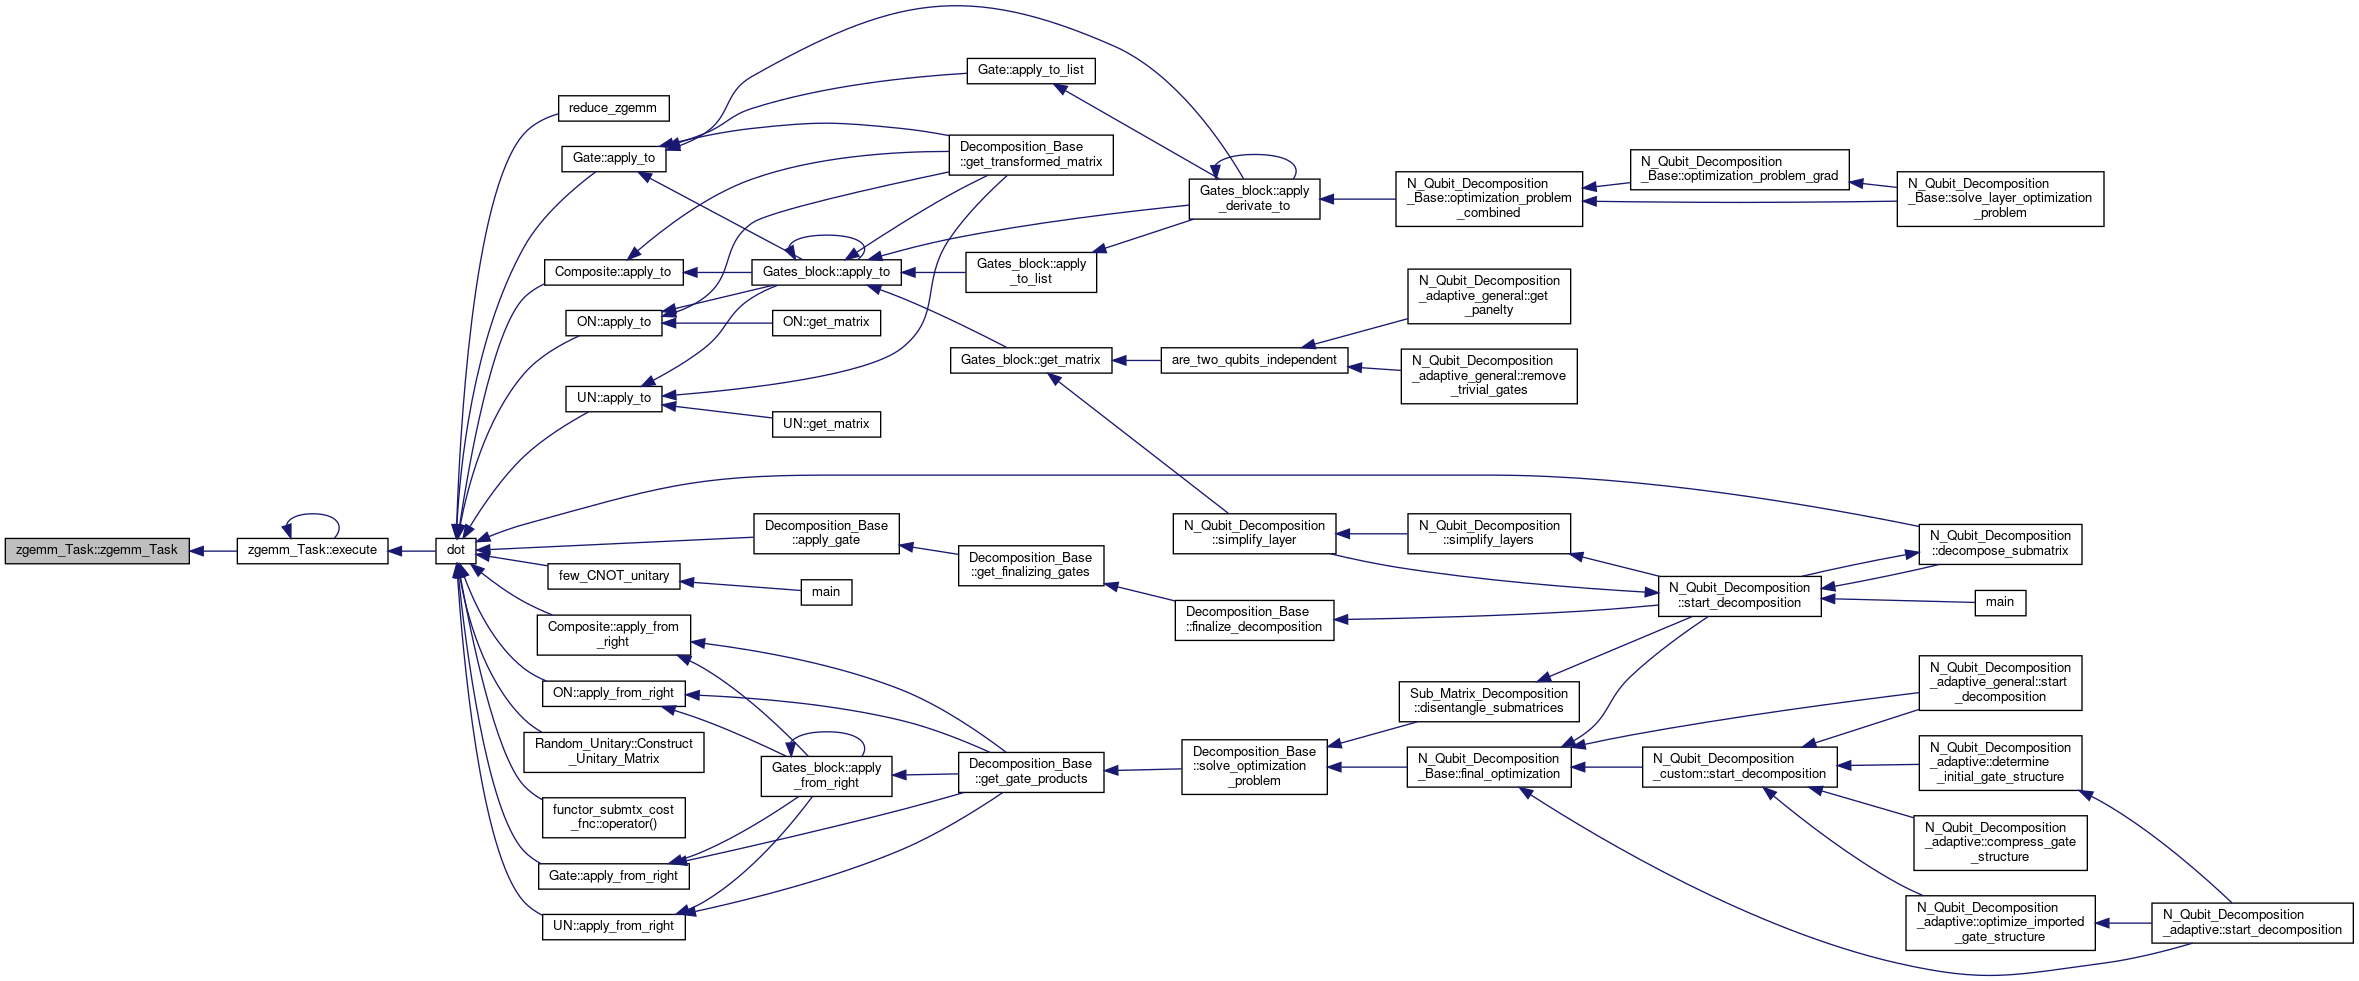 zgemm_Task::zgemm_Task
zgemm_Task::execute
dot
reduce_zgemm
Gate::apply_to
Composite::apply_to
ON::apply_to
UN::apply_to
few_CNOT_unitary
Composite::apply_from
_right
ON::apply_from_right
Random_Unitary::Construct
_Unitary_Matrix
functor_submtx_cost
_fnc::operator()
Gate::apply_from_right
UN::apply_from_right
Gates_block::apply_to
ON::get_matrix
UN::get_matrix
Decomposition_Base
::apply_gate
main
Gates_block::apply
_from_right
Gate::apply_to_list
Decomposition_Base
::get_transformed_matrix
Gates_block::apply
_to_list
Gates_block::get_matrix
Decomposition_Base
::get_finalizing_gates
Decomposition_Base
::get_gate_products
Gates_block::apply
_derivate_to
are_two_qubits_independent
N_Qubit_Decomposition
::simplify_layer
Decomposition_Base
::finalize_decomposition
Decomposition_Base
::solve_optimization
_problem
N_Qubit_Decomposition
_Base::optimization_problem
_combined
N_Qubit_Decomposition
_adaptive_general::get
_panelty
N_Qubit_Decomposition
_adaptive_general::remove
_trivial_gates
N_Qubit_Decomposition
::simplify_layers
Sub_Matrix_Decomposition
::disentangle_submatrices
N_Qubit_Decomposition
_Base::final_optimization
N_Qubit_Decomposition
_Base::optimization_problem_grad
N_Qubit_Decomposition
::start_decomposition
N_Qubit_Decomposition
_custom::start_decomposition
N_Qubit_Decomposition
_Base::solve_layer_optimization
_problem
N_Qubit_Decomposition
::decompose_submatrix
main
N_Qubit_Decomposition
_adaptive_general::start
_decomposition
N_Qubit_Decomposition
_adaptive::determine
_initial_gate_structure
N_Qubit_Decomposition
_adaptive::compress_gate
_structure
N_Qubit_Decomposition
_adaptive::optimize_imported
_gate_structure
N_Qubit_Decomposition
_adaptive::start_decomposition